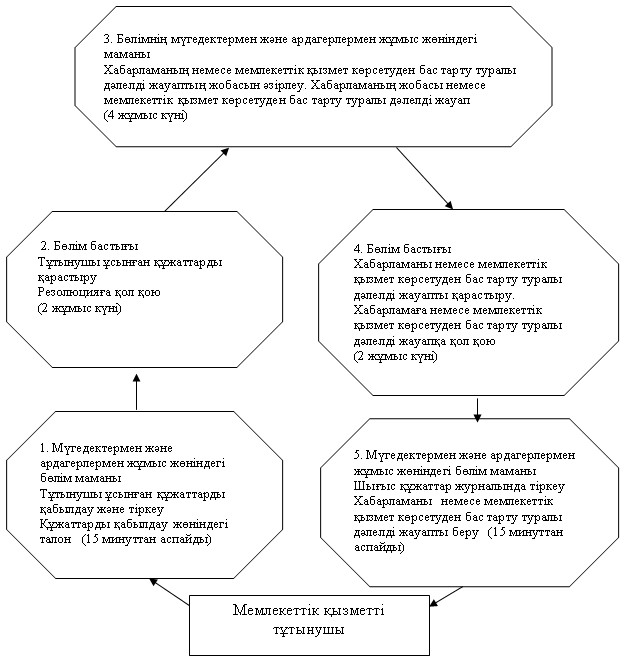 3. Бөлімнің мүгедектермен және ардагерлермен жұмыс жөніндегі
маманы
Хабарламаның немесе мемлекеттік қызмет көрсетуден бас тарту туралы
дәлелді жауаптың жобасын әзірлеу. Хабарламаның жобасы немесе
мемлекеттік қызмет көрсетуден бас тарту туралы дәлелді жауап
(4 жұмыс күні)
2. Бөлім бастығы
Тұтынушы ұсынған құжаттарды
қарастыру
Резолюцияға қол қою
(2 жұмыс күні)
4. Бөлім бастығы
Хабарламаны немесе мемлекеттік
қызмет көрсетуден бас тарту туралы
дәлелді жауапты қарастыру.
Хабарламаға немесе мемлекеттік
қызмет көрсетуден бас тарту туралы
дәлелді жауапқа қол қою
(2 жұмыс күні)
1. Мүгедектермен және
ардагерлермен жұмыс жөніндегі
бөлім маманы
Тұтынушы ұсынған құжаттарды
қабылдау және тіркеу
Құжаттарды қабылдау жөніндегі
талон (15 минуттан аспайды)
5. Мүгедектермен және ардагерлермен
жұмыс жөніндегі бөлім маманы
Шығыс құжаттар журналында тіркеу
Хабарламаны немесе мемлекеттік
қызмет көрсетуден бас тарту туралы
дәлелді жауапты беру (15 минуттан
аспайды)
Мемлекеттік қызметті
тұтынушы